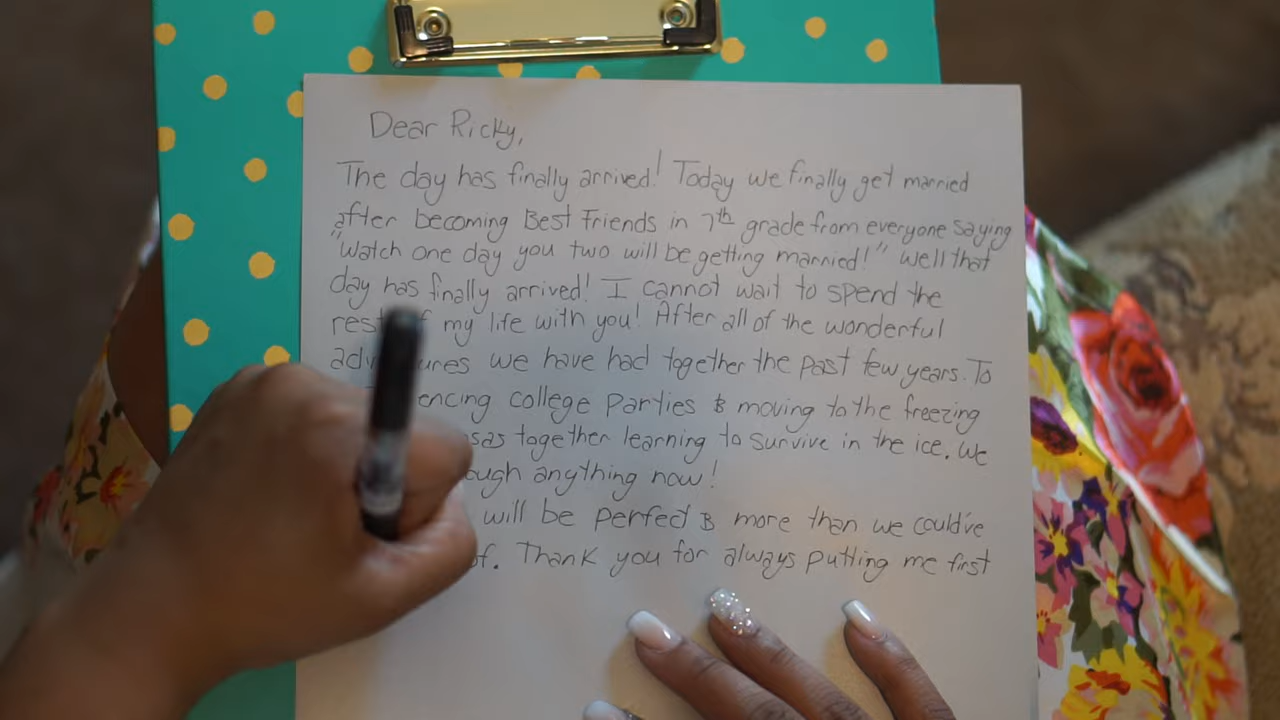 Dear Ricky,
The day has finally arrived! Today we finally get married
after becoming Best Friends in 7th grade from everyone saying
"Watch one day you two will be getting married!" Well that
day has finally arrived! I cannot wait to spend the
rest my life with you! After all of the wonderful
we have had together the past few years. To
college parties & moving to the freezing
together learning to survive in the ice. We
anything now!
will be perfect & more than we could've
Thank you for always putting me first